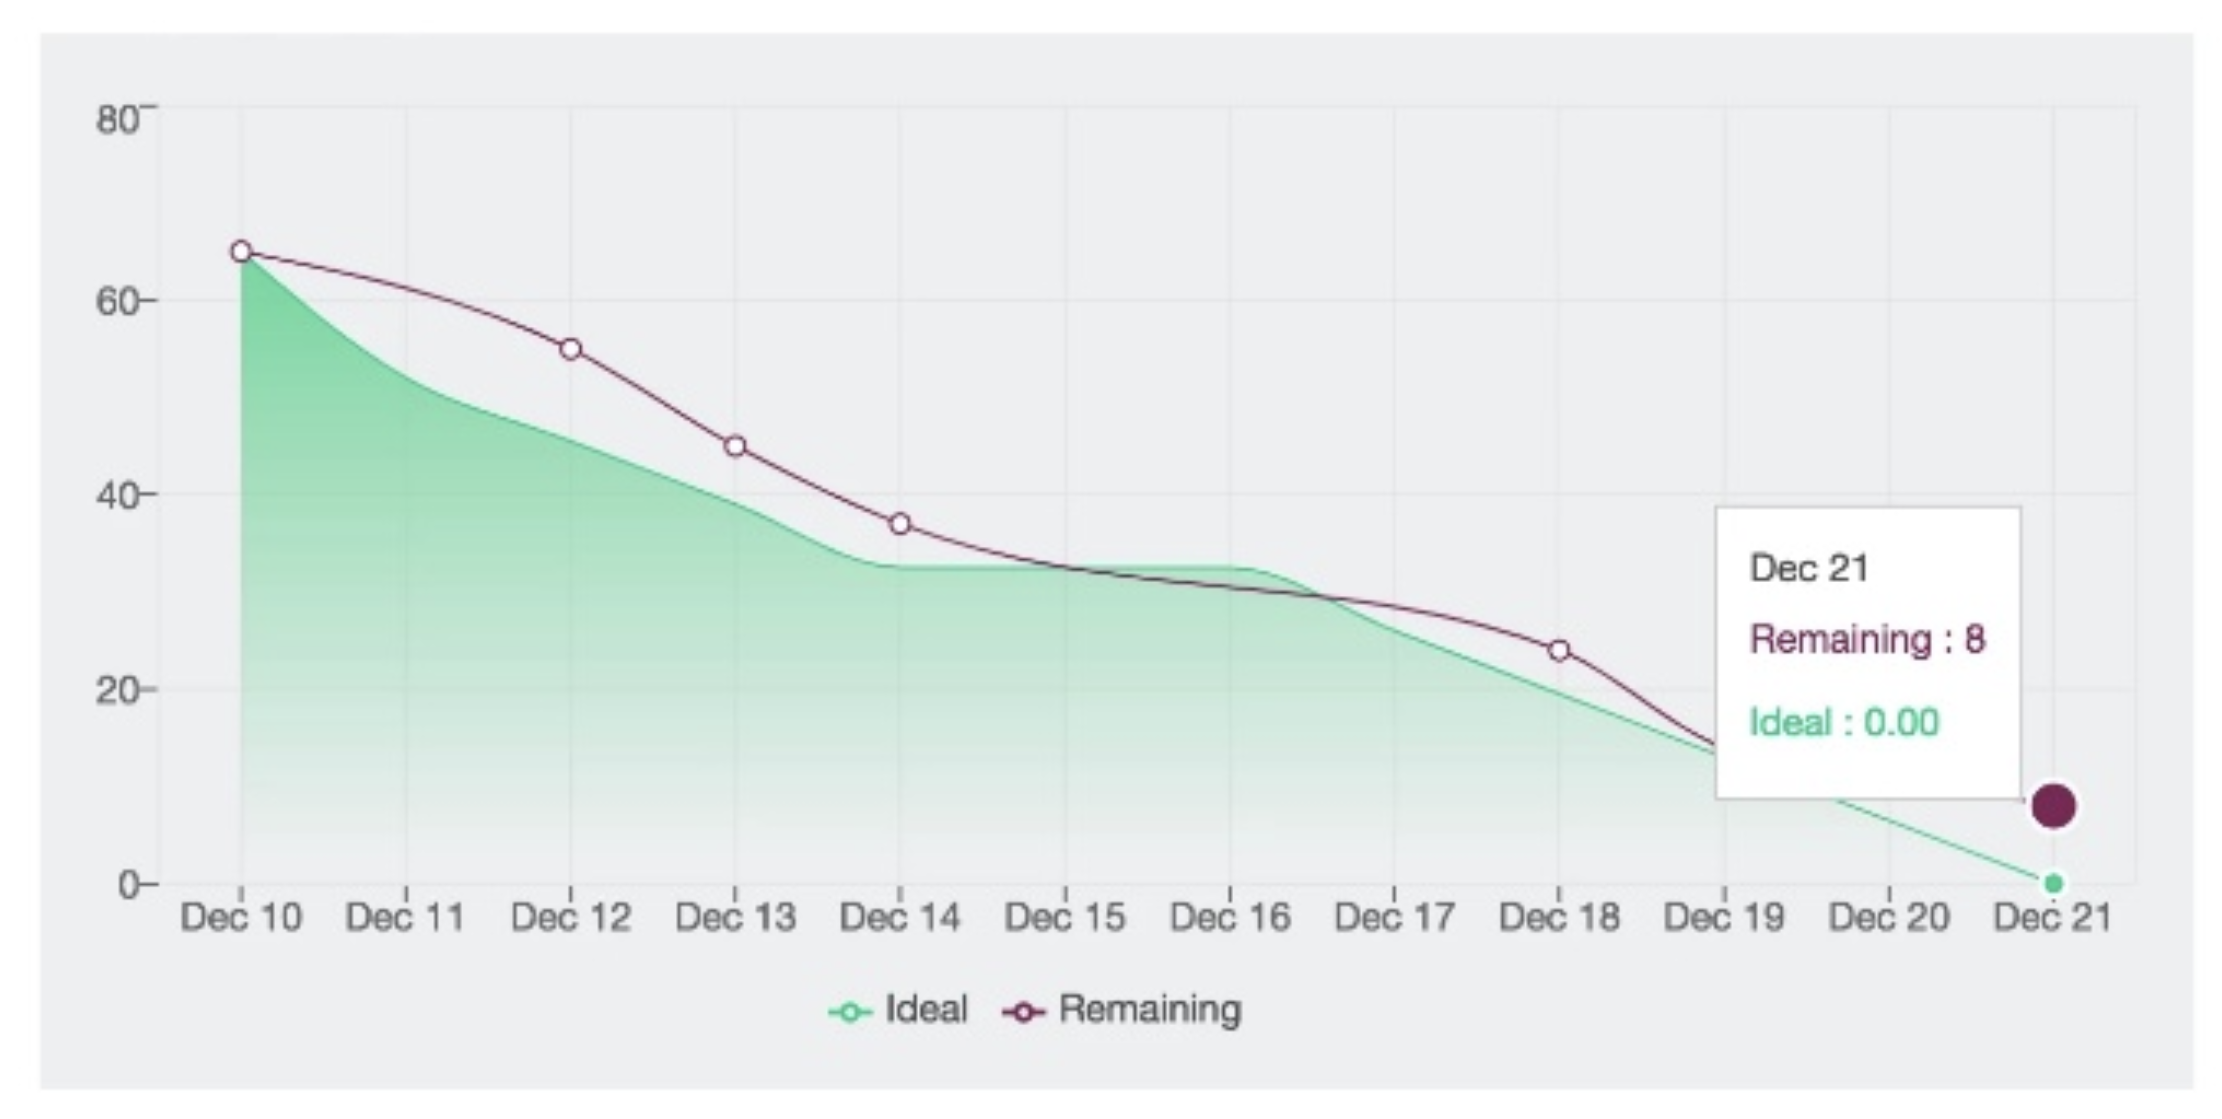 80
60
40
20
0
Dec 21
Remaining : 8
Ideal : 0.00
Dec 10 Dec 11 Dec 12 Dec 13 Dec 14 Dec 15 Dec 16 Dec 17 Dec 18 Dec 19 Dec 20 Dec 21
Ideal Remaining